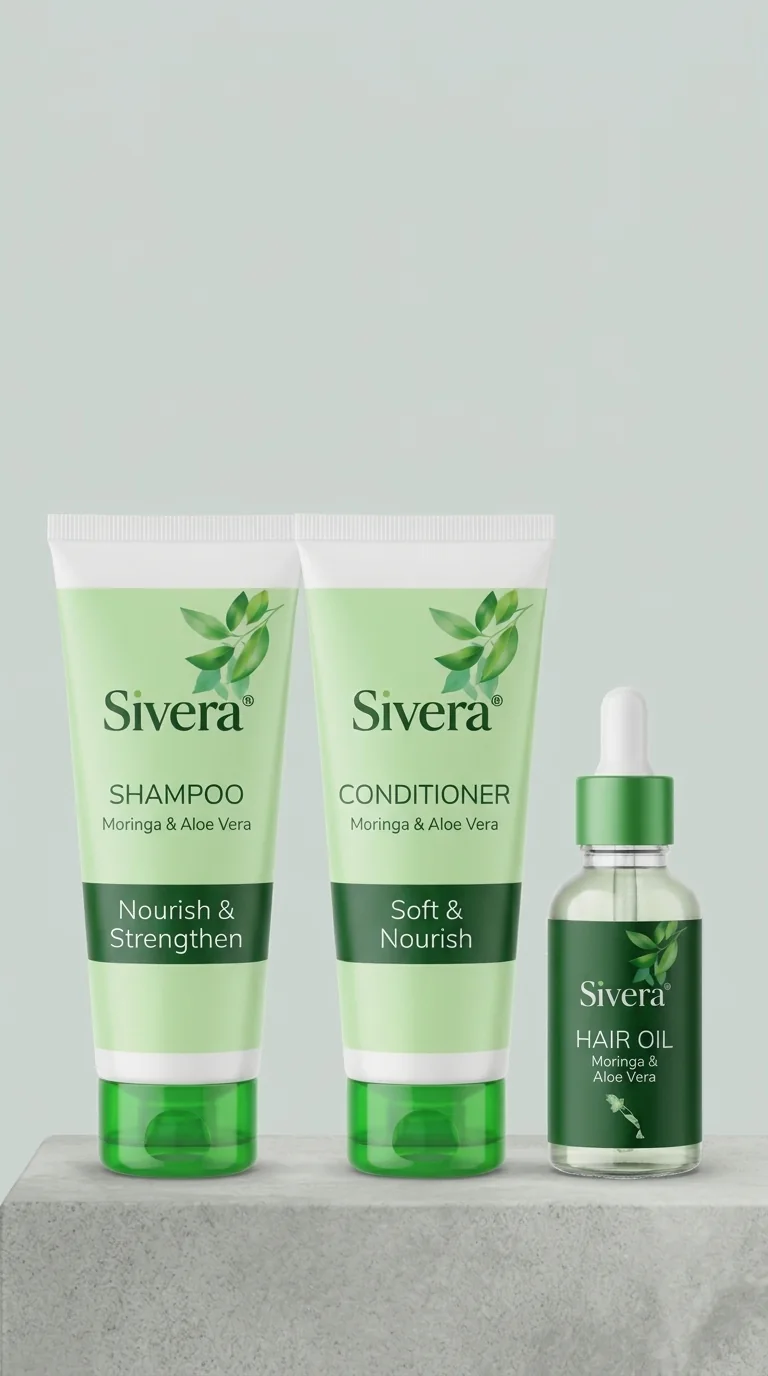 Sivera®
SHAMPOO
Moringa & Aloe Vera
Nourish &
Strengthen
Sivera®
CONDITIONER
Moringa & Aloe Vera
Soft &
Nourish
Sivera®
HAIR OIL
Moringa &
Aloe Vera